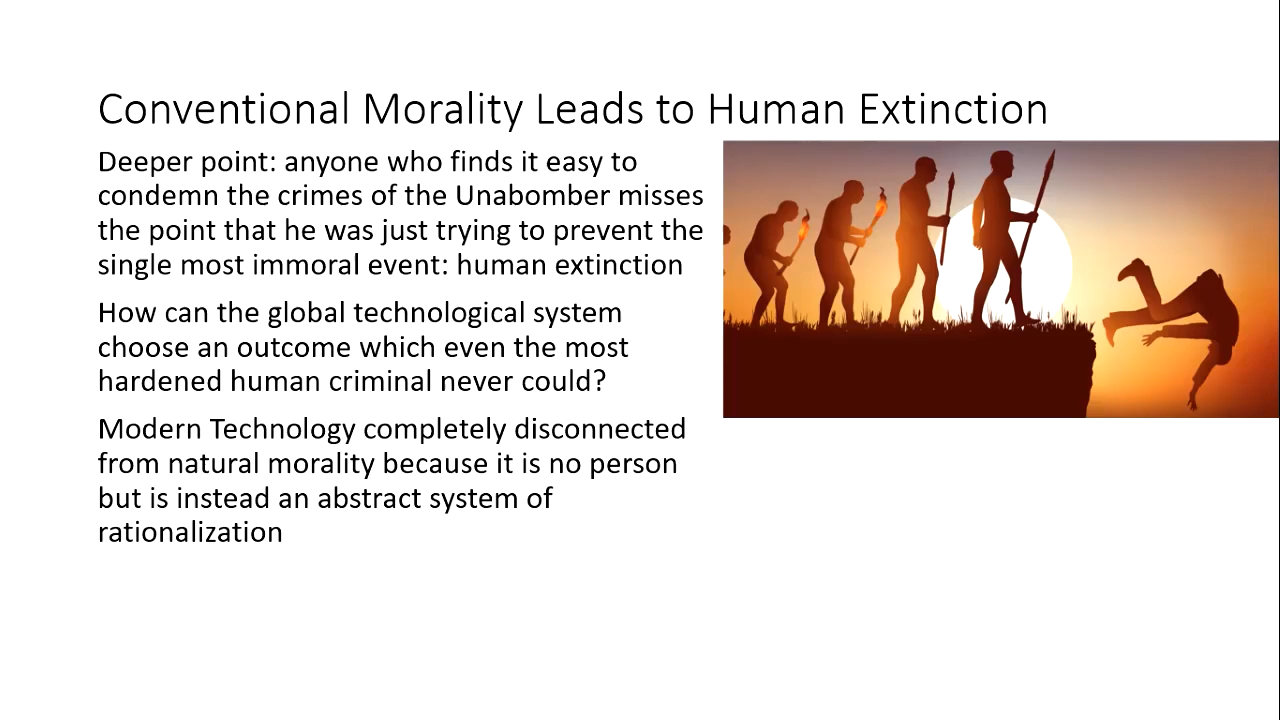 Conventional Morality Leads to Human Extinction
Deeper point: anyone who finds it easy to
condemn the crimes of the Unabomber misses
the point that he was just trying to prevent the
single most immoral event: human extinction
How can the global technological system
choose an outcome which even the most
hardened human criminal never could?
Modern Technology completely disconnected
from natural morality because it is no person
but is instead an abstract system of
rationalization